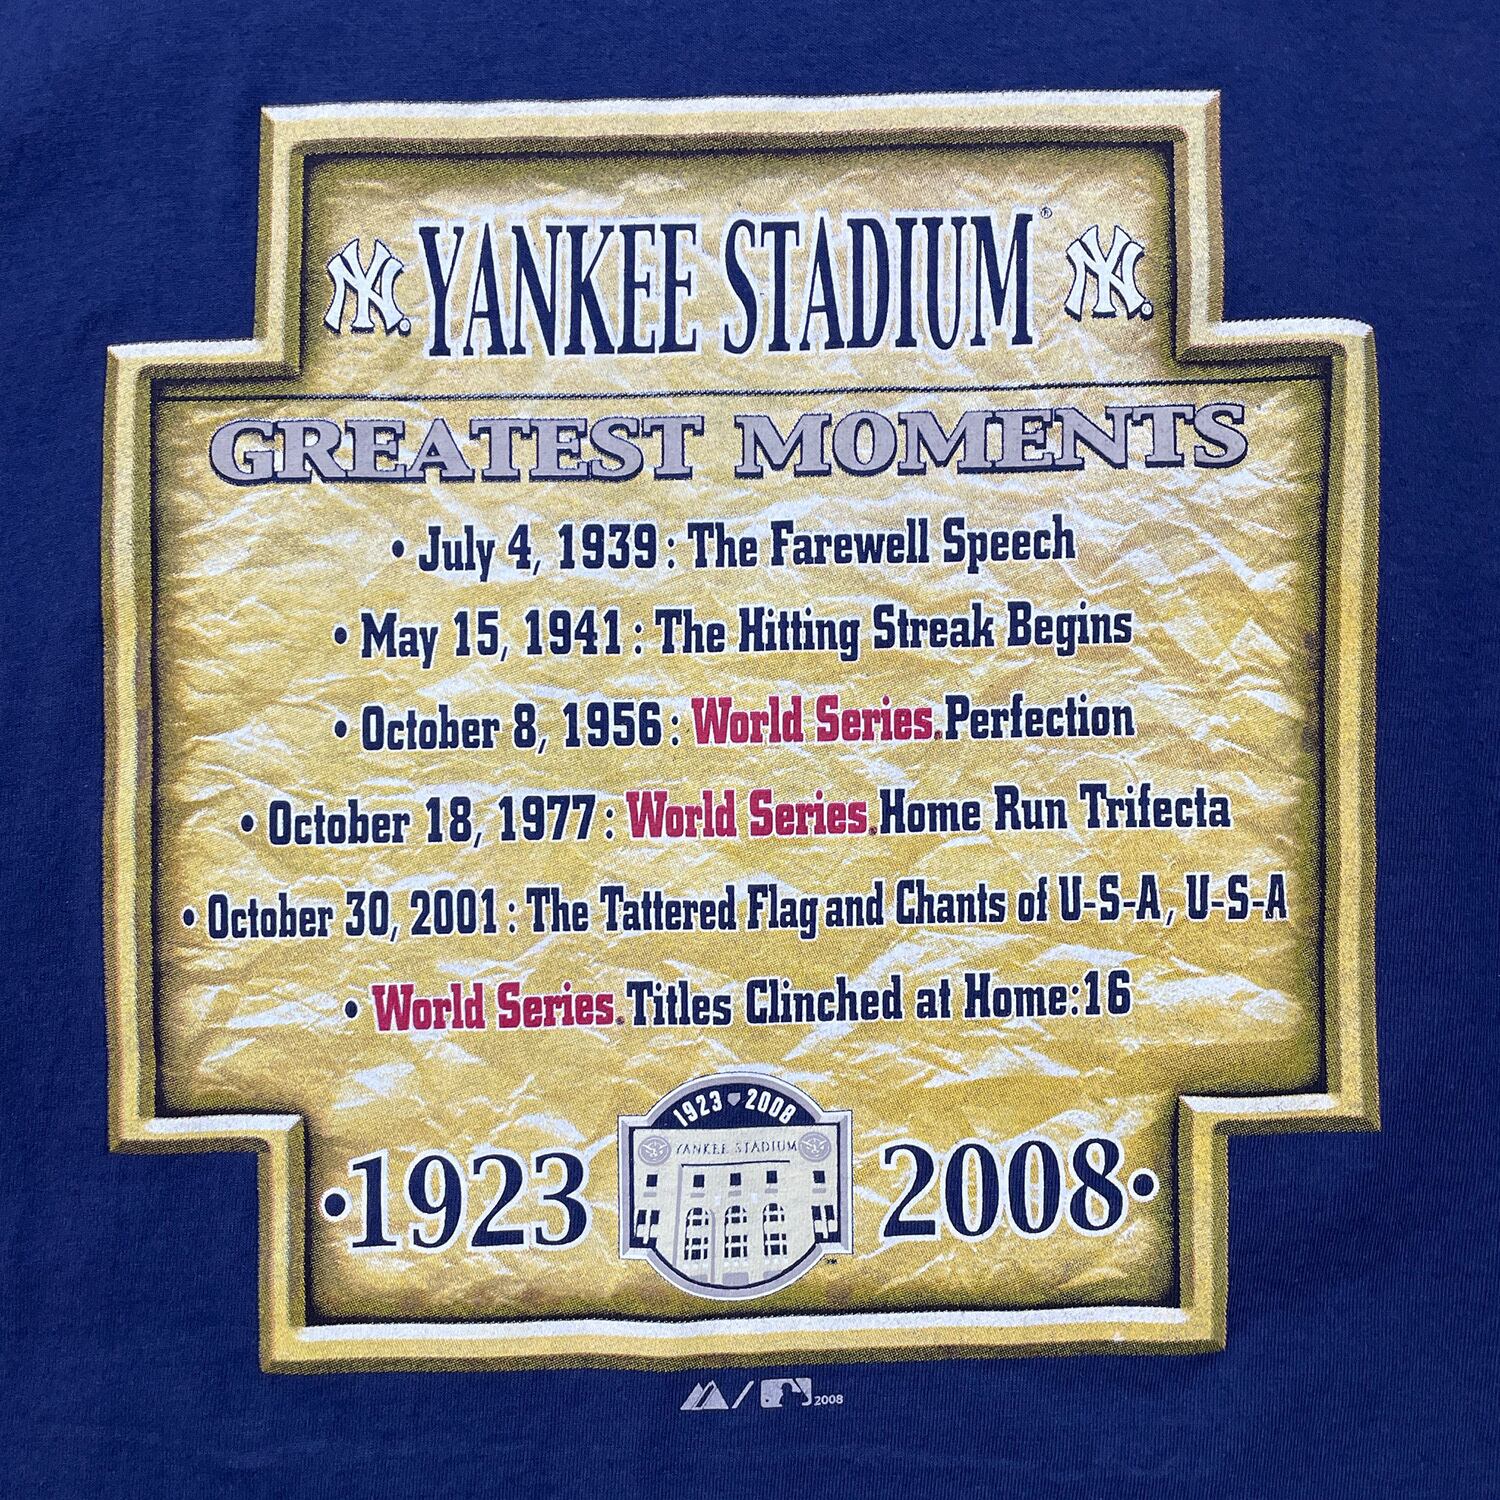 NY YANKEE STADIUM® NY
GREATEST MOMENTS
• July 4, 1939: The Farewell Speech
• May 15, 1941: The Hitting Streak Begins
• October 8, 1956: World Series Perfection
• October 18, 1977: World Series Home Run Trifecta
• October 30, 2001: The Tattered Flag and Chants of U-S-A, U-S-A
• World Series Titles Clinched at Home:16
1923 2008
YANKEE STADIUM
•1923 2008•
2008